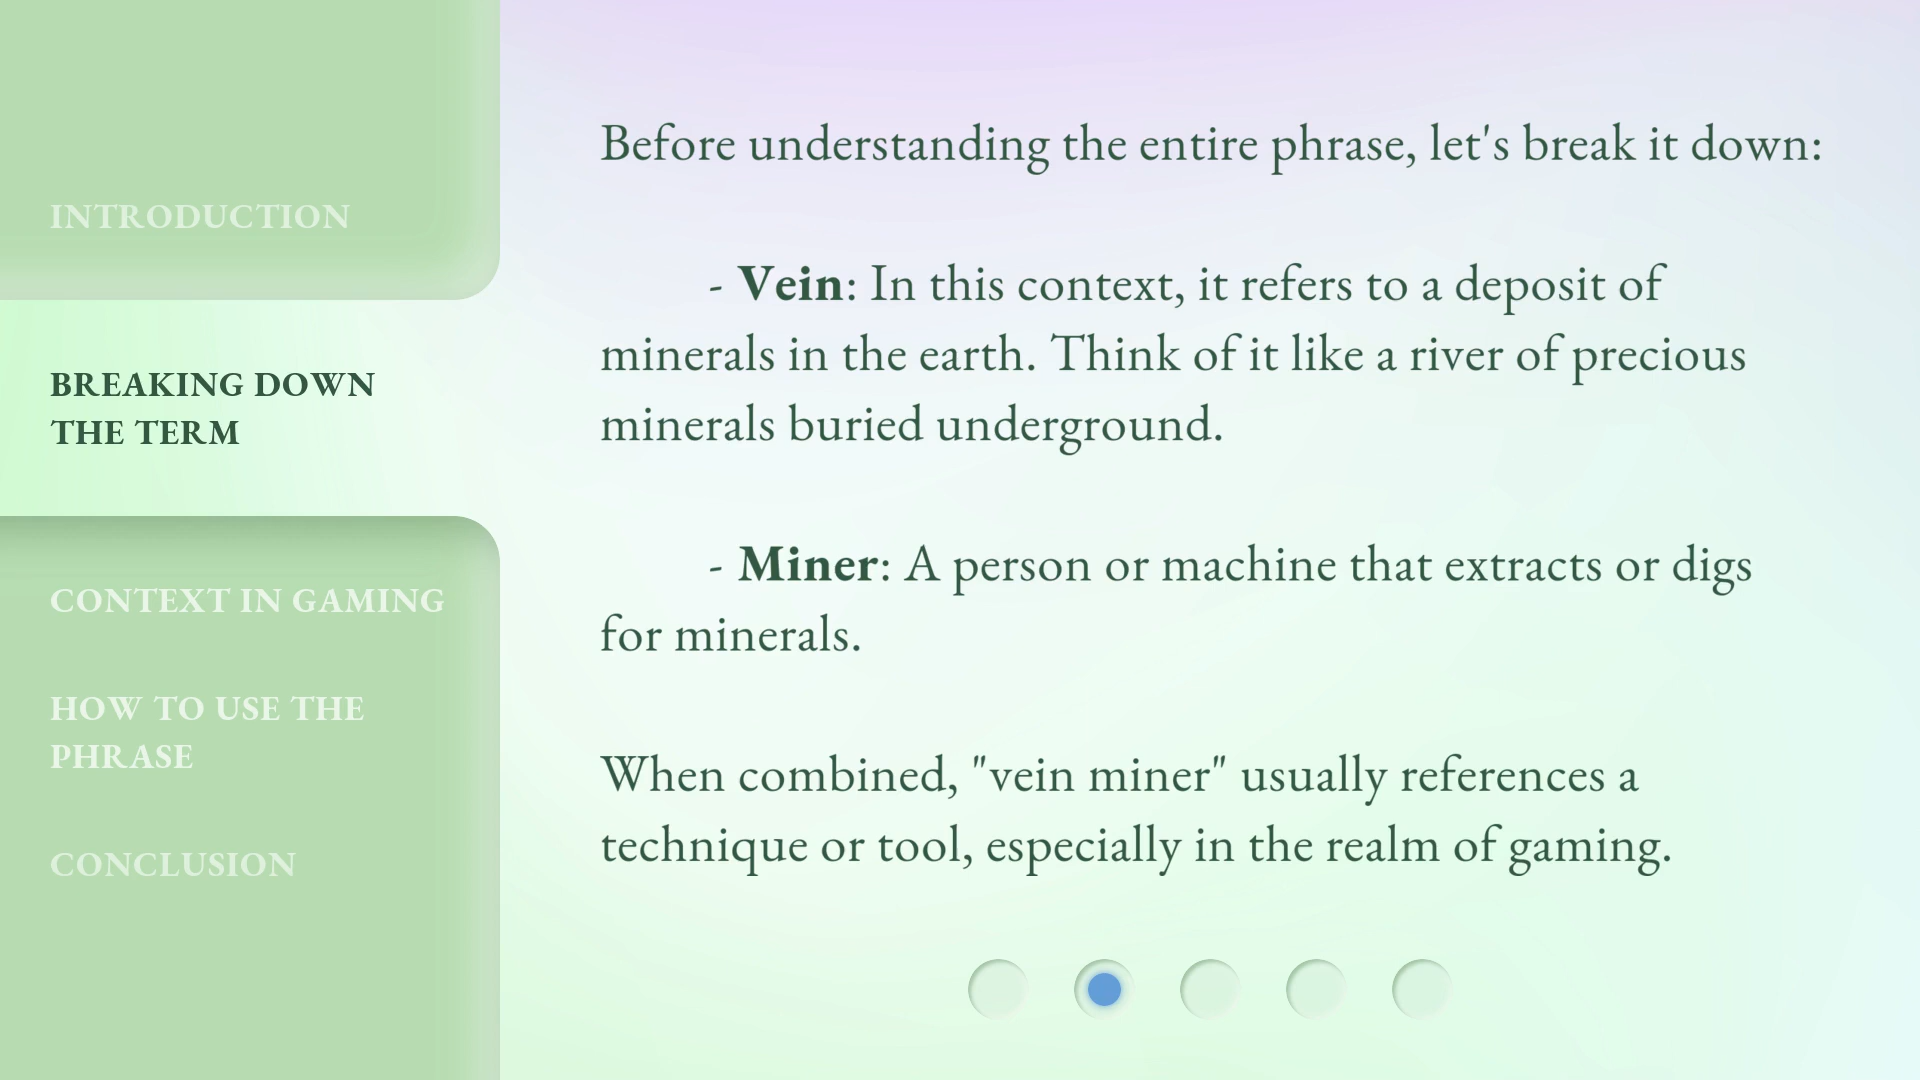 INTRODUCTION
BREAKING DOWN
THE TERM
CONTEXT IN GAMING
HOW TO USE THE
PHRASE
CONCLUSION
Before understanding the entire phrase, let's break it down:
- Vein: In this context, it refers to a deposit of
minerals in the earth. Think of it like a river of precious
minerals buried underground.
- Miner: A person or machine that extracts or digs
for minerals.
When combined, "vein miner" usually references a
technique or tool, especially in the realm of gaming.